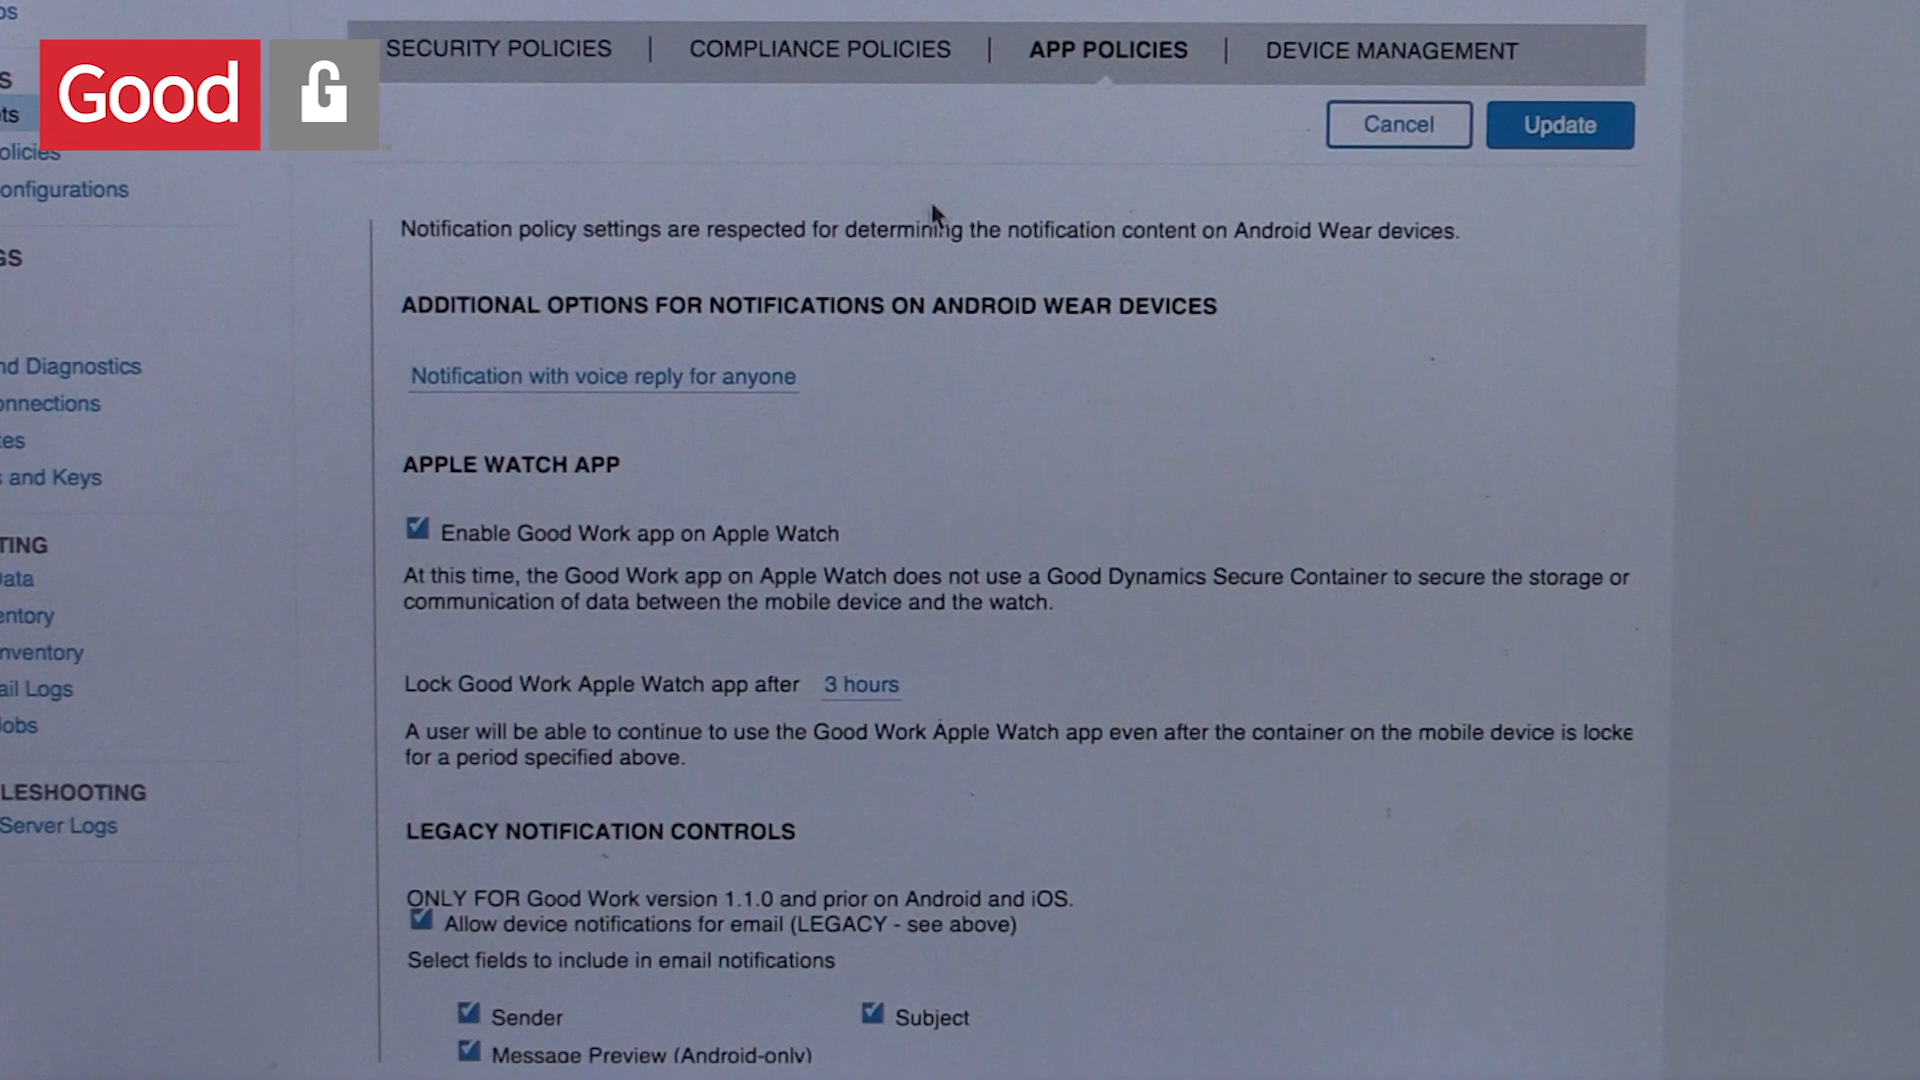 Good
SECURITY POLICIES | COMPLIANCE POLICIES | APP POLICIES | DEVICE MANAGEMENT
Cancel Update
onfigurations
Notification policy settings are respected for determining the notification content on Android Wear devices.
ADDITIONAL OPTIONS FOR NOTIFICATIONS ON ANDROID WEAR DEVICES
nd Diagnostics
Notification with voice reply for anyone
onnections
es
APPLE WATCH APP
and Keys
Enable Good Work app on Apple Watch
TING
At this time, the Good Work app on Apple Watch does not use a Good Dynamics Secure Container to secure the storage or
communication of data between the mobile device and the watch.
ata
entory
nventory
Lock Good Work Apple Watch app after 3 hours
ail Logs
A user will be able to continue to use the Good Work Apple Watch app even after the container on the mobile device is locke
for a period specified above.
obs
LESHOOTING
Server Logs
LEGACY NOTIFICATION CONTROLS
ONLY FOR Good Work version 1.1.0 and prior on Android and iOS.
Allow device notifications for email (LEGACY - see above)
Select fields to include in email notifications
Sender Subject
Message Preview (Android-only)